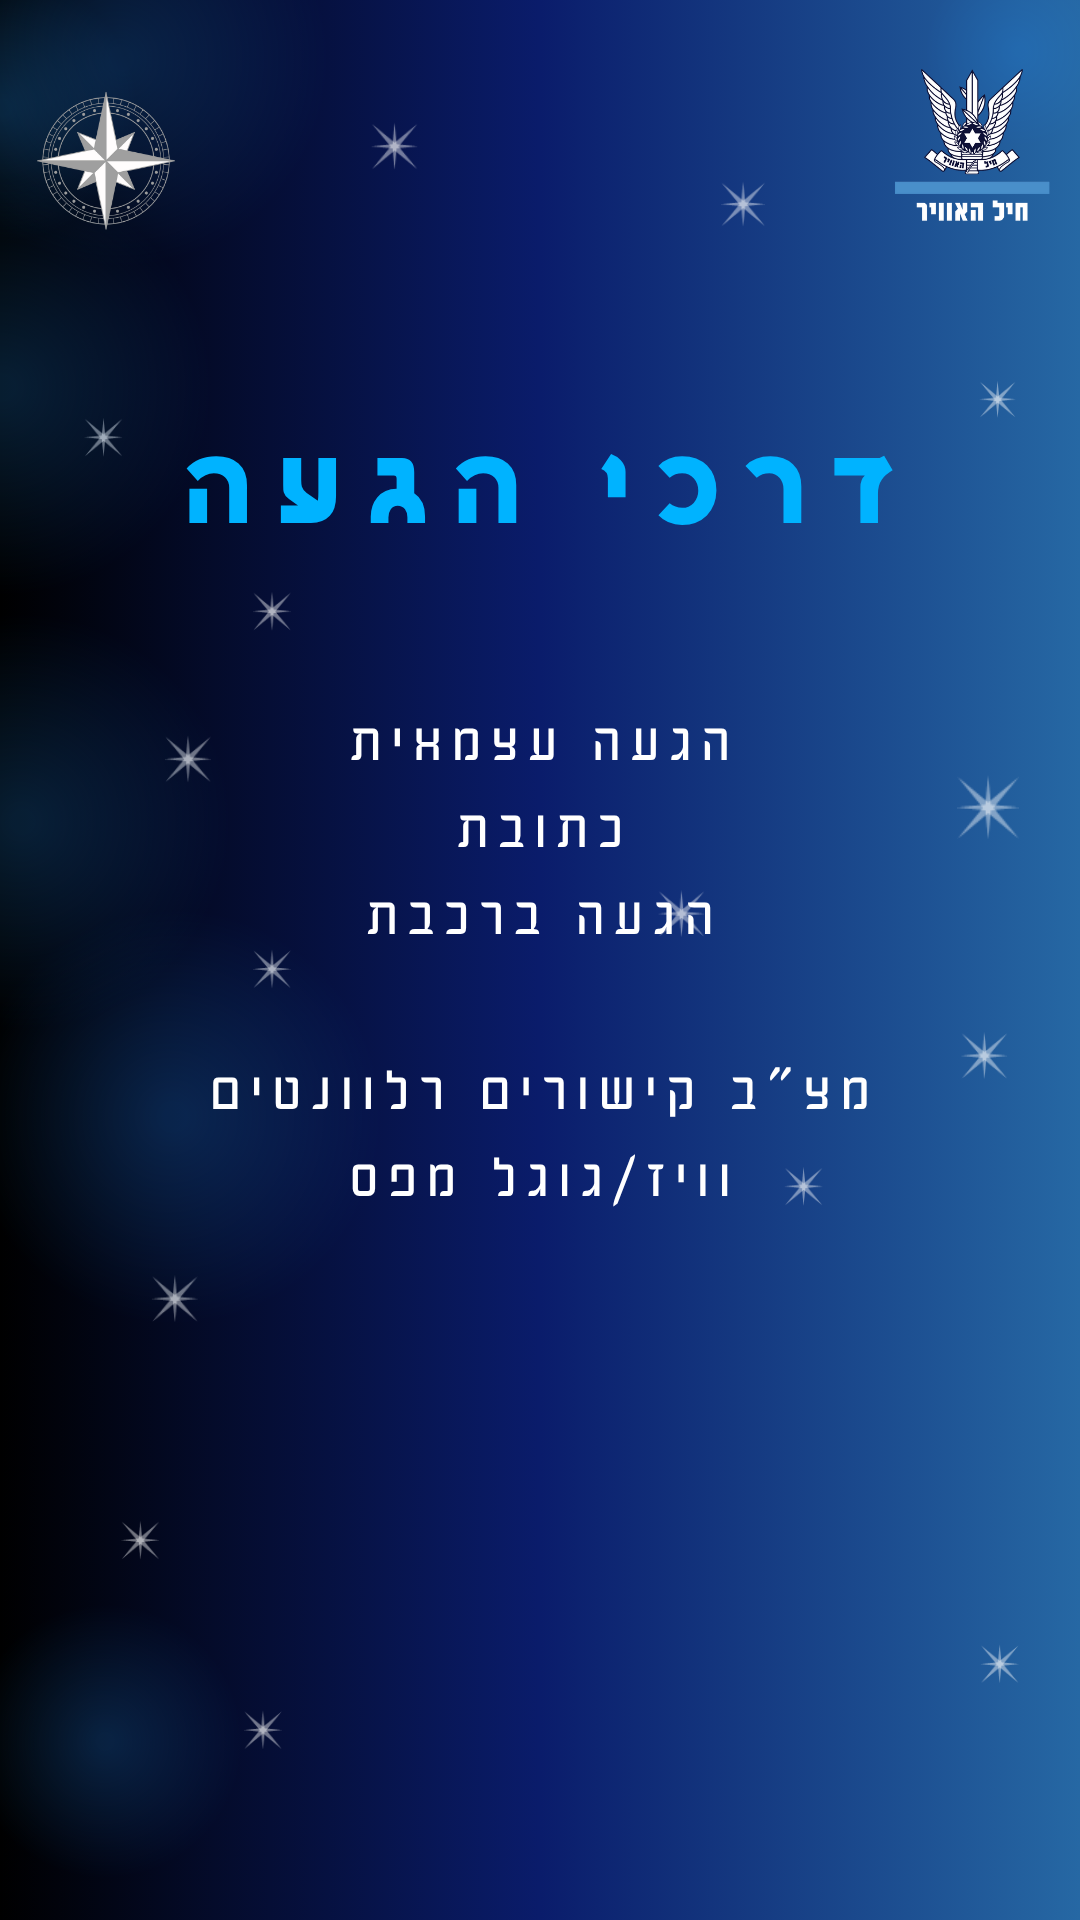 חיל האוויר
חיל האוויר
דרכי הגעה
הגעה עצמאית
כתובת
הגעה ברכבת
מצ״ב קישורים רלוונטים
וויז/גוגל מפס